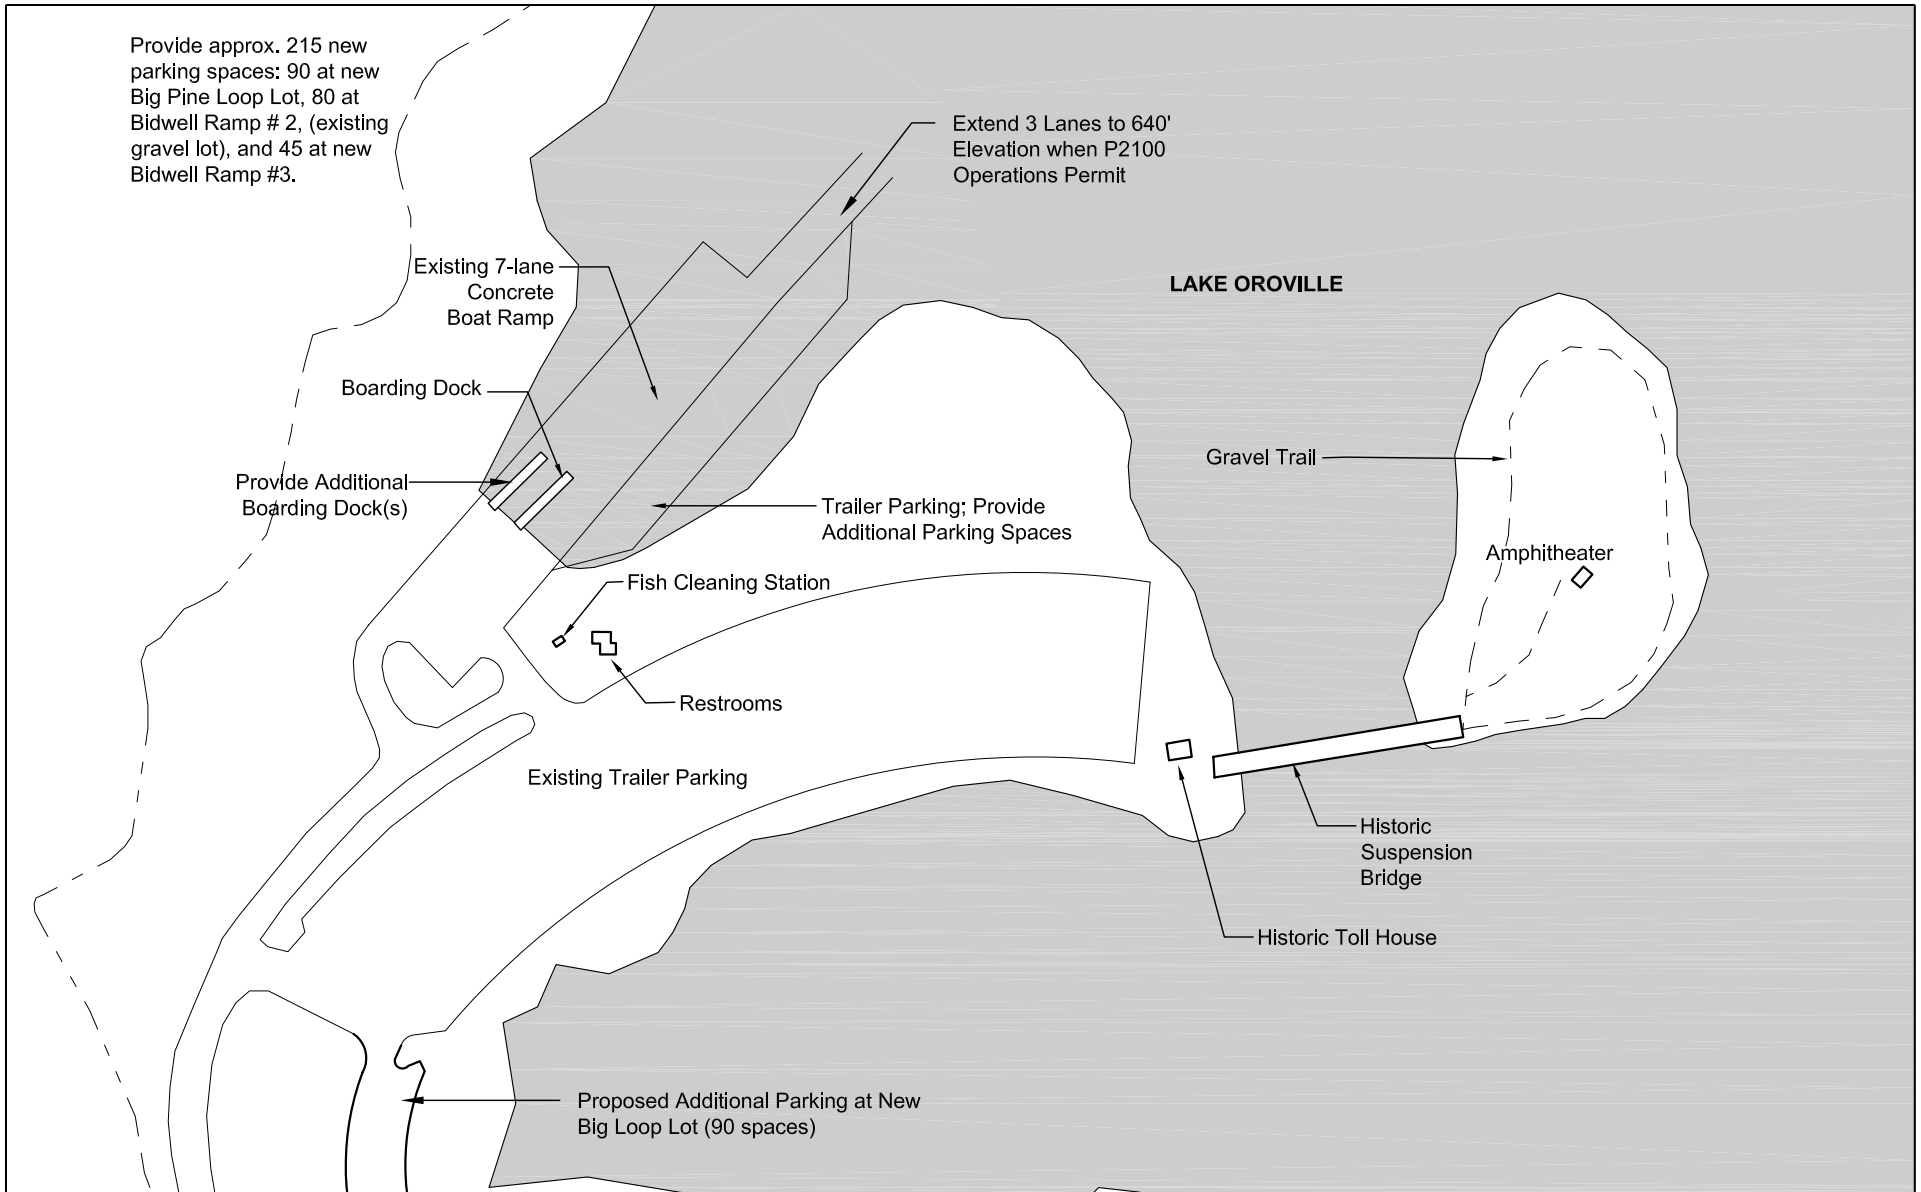 Provide approx. 215 new
parking spaces: 90 at new
Big Pine Loop Lot, 80 at
Bidwell Ramp # 2, (existing
gravel lot), and 45 at new
Bidwell Ramp #3.
Extend 3 Lanes to 640'
Elevation when P2100
Operations Permit
Existing 7-lane
Concrete
Boat Ramp
LAKE OROVILLE
Boarding Dock
Gravel Trail
Provide Additional
Boarding Dock(s)
Trailer Parking; Provide
Additional Parking Spaces
Amphitheater
Fish Cleaning Station
Restrooms
Existing Trailer Parking
Historic
Suspension
Bridge
Historic Toll House
Proposed Additional Parking at New
Big Loop Lot (90 spaces)